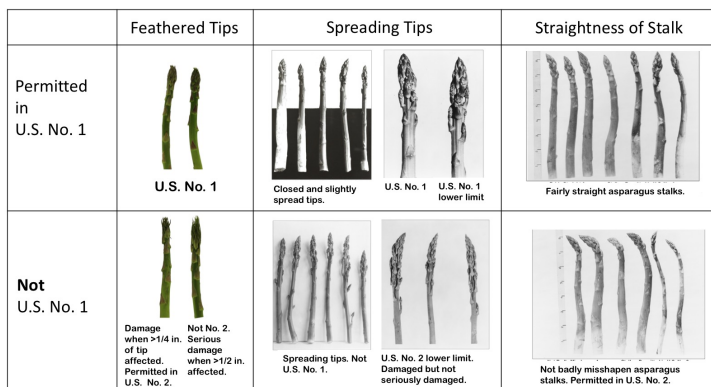 Feathered Tips
Spreading Tips
Straightness of Stalk
Permitted
in
U.S. No. 1
U.S. No. 1
Closed and slightly
spread tips.
U.S. No. 1
U.S. No. 1
lower limit
Fairly straight asparagus stalks.
Not
U.S. No. 1
Damage
when >1/4 in.
of tip
affected.
Permitted in
U.S. No. 2.
Not No. 2.
Serious
damage
when >1/2 in.
affected.
Spreading tips. Not
U.S. No. 1.
U.S. No. 2 lower limit.
Damaged but not
seriously damaged.
Not badly misshapen asparagus
stalks. Permitted in U.S. No. 2.